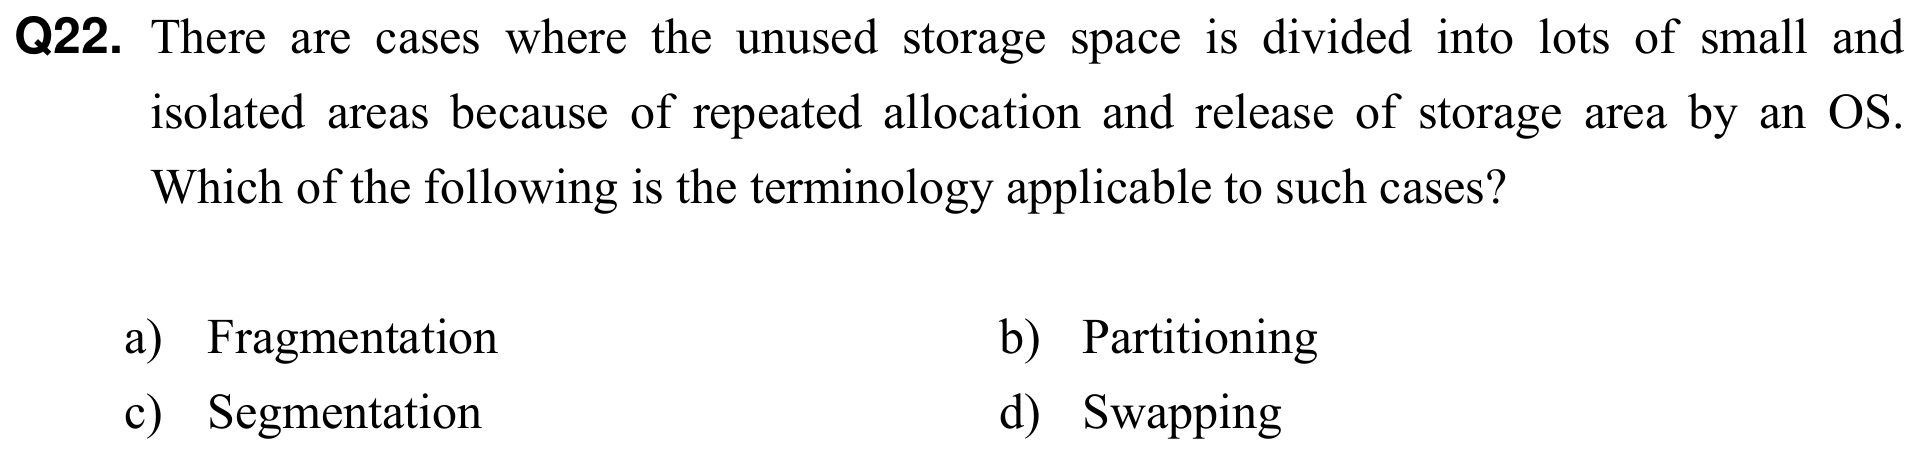 Q22. There are cases where the unused storage space is divided into lots of small and
isolated areas because of repeated allocation and release of storage area by an OS.
Which of the following is the terminology applicable to such cases?
a) Fragmentation b) Partitioning
c) Segmentation d) Swapping